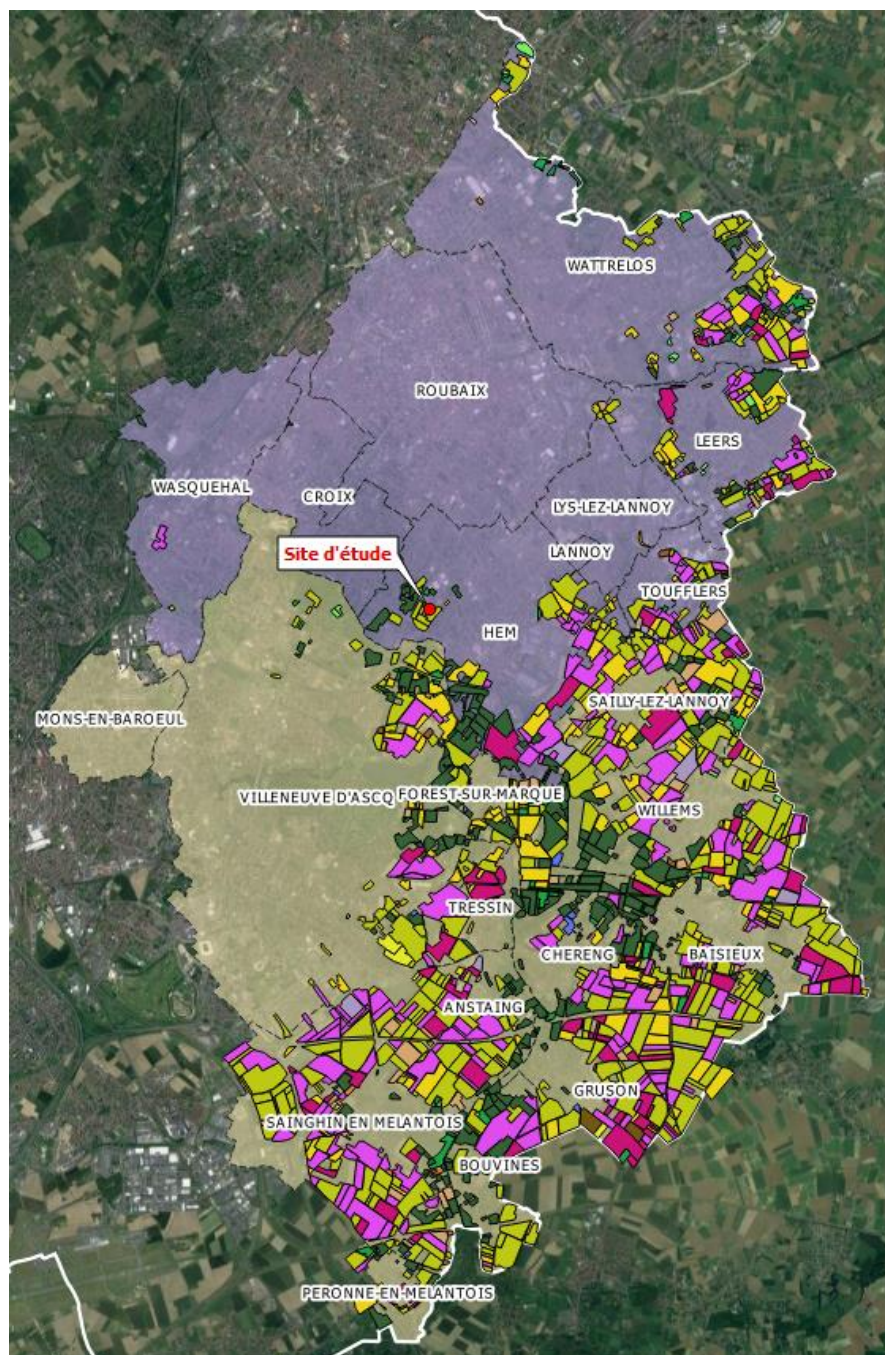 WATTRELOS
ROUBAIX
LEERS
WASQUEHAL
CROIX
LYS-LEZ-LANNOY
Site d'étude
LANNOY
TOUFFLERS
HEM
SAILLY-LEZ-LANNOY
MONS-EN-BAROEUL
VILLENEUVE D'ASCQ
FOREST-SUR-MARQUE
WILLEMS
TRESSIN
CHERENG
BAISIEUX
ANSTAING
GRUSON
SAINGHIN EN MELANTOIS
BOUVINES
PERONNE-EN-MELANTOIS